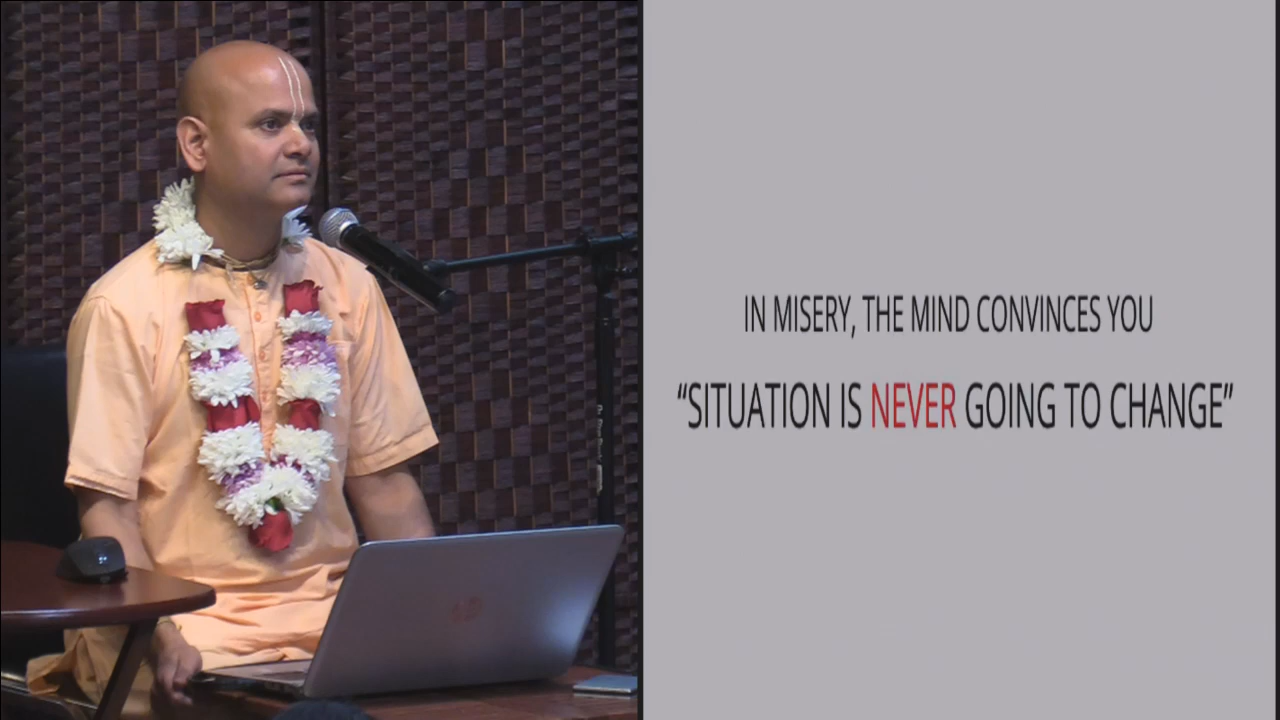 IN MISERY, THE MIND CONVINCES YOU
“SITUATION IS NEVER GOING TO CHANGE”